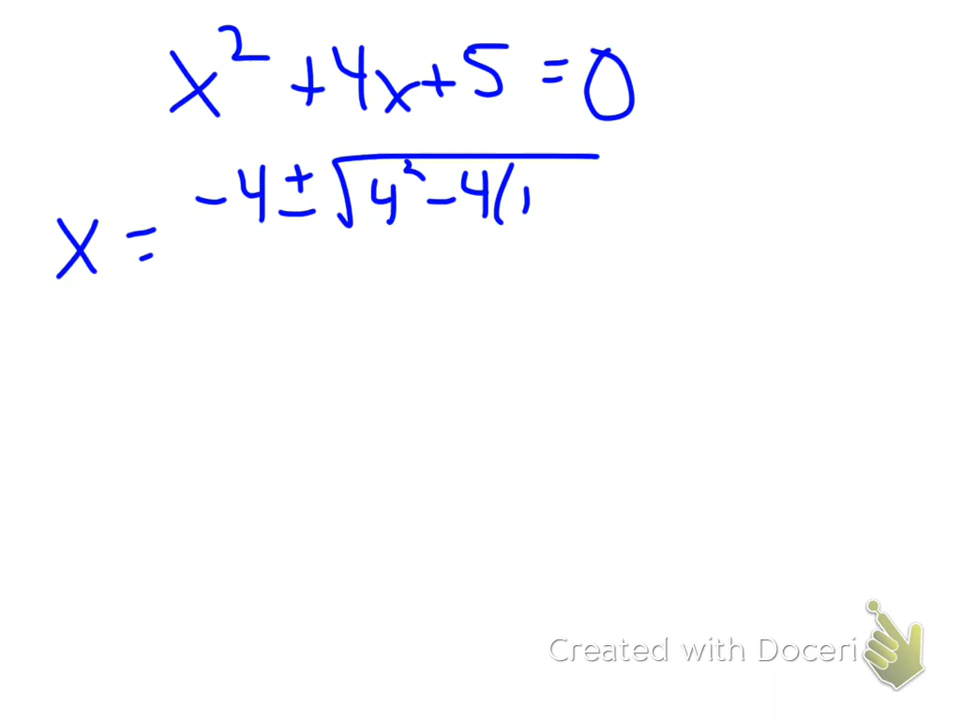 x² + 4x + 5 = 0
x = -4 ± √4² - 4(1
Created with Doceri